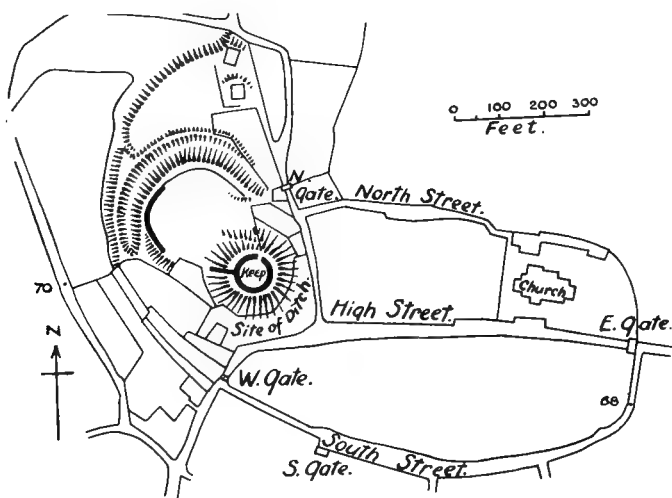 0 100 200 300
Feet.
N.
Gate.
North Street.
Keep
Church
70
Site of Ditch.
High Street.
E. Gate.
N
W. Gate.
68
South Street.
S. Gate.